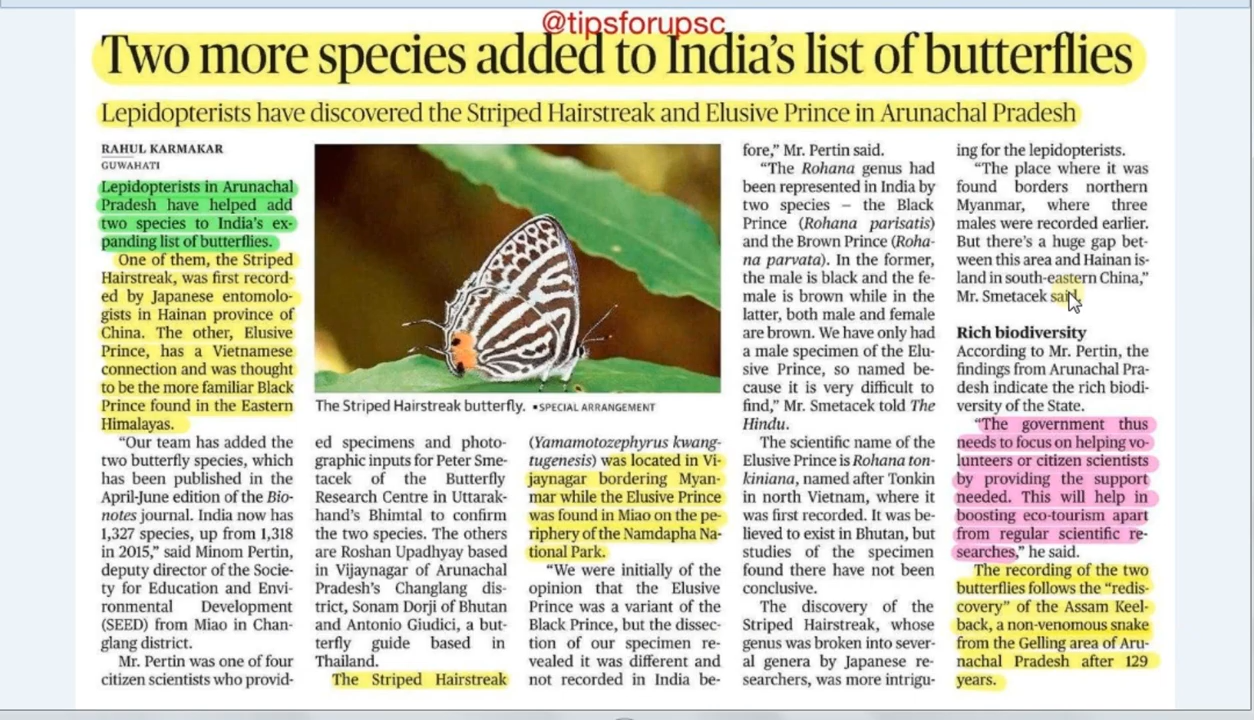 @tipsforupsc
Two more species added to India's list of butterflies
Lepidopterists have discovered the Striped Hairstreak and Elusive Prince in Arunachal Pradesh
RAHUL KARMAKAR
GUWAHATI
Lepidopterists in Arunachal
Pradesh have helped add
two species to India's ex-
panding list of butterflies.
One of them, the Striped
Hairstreak, was first record-
ed by Japanese entomolo-
gists in Hainan province of
China. The other, Elusive
Prince, has a Vietnamese
connection and was thought
to be the more familiar Black
Prince found in the Eastern
Himalayas.
"Our team has added the
two butterfly species, which
has been published in the
April-June edition of the Bio-
notes journal. India now has
1,327 species, up from 1,318
in 2015," said Minom Pertin,
deputy director of the Socie-
ty for Education and Envi-
ronmental Development
(SEED) from Miao in Chan-
glang district.
Mr. Pertin was one of four
citizen scientists who provid-
The Striped Hairstreak butterfly. •SPECIAL ARRANGEMENT
ed specimens and photo-
graphic inputs for Peter Sme-
tacek of the Butterfly
Research Centre in Uttarak-
hand's Bhimtal to confirm
the two species. The others
are Roshan Upadhyay based
in Vijaynagar of Arunachal
Pradesh's Changlang dis-
trict, Sonam Dorji of Bhutan
and Antonio Giudici, a but-
terfly guide based in
Thailand.
The Striped Hairstreak
(Yamamotozephyrus kwang-
tugenesis) was located in Vi-
jaynagar bordering Myan-
mar while the Elusive Prince
was found in Miao on the pe-
riphery of the Namdapha Na-
tional Park.
"We were initially of the
opinion that the Elusive
Prince was a variant of the
Black Prince, but the dissec-
tion of our specimen re-
vealed it was different and
not recorded in India be-
fore," Mr. Pertin said.
"The Rohana genus had
been represented in India by
two species – the Black
Prince (Rohana parisatis)
and the Brown Prince (Roha-
na parvata). In the former,
the male is black and the fe-
male is brown while in the
latter, both male and female
are brown. We have only had
a male specimen of the Elu-
sive Prince, so named be-
cause it is very difficult to
find," Mr. Smetacek told The
Hindu.
The scientific name of the
Elusive Prince is Rohana ton-
kiniana, named after Tonkin
in north Vietnam, where it
was first recorded. It was be-
lieved to exist in Bhutan, but
studies of the specimen
found there have not been
conclusive.
The discovery of the
Striped Hairstreak, whose
genus was broken into sever-
al genera by Japanese re-
searchers, was more intrigu-
ing for the lepidopterists.
"The place where it was
found borders northern
Myanmar, where three
males were recorded earlier.
But there's a huge gap bet-
ween this area and Hainan is-
land in south-eastern China,"
Mr. Smetacek said.
Rich biodiversity
According to Mr. Pertin, the
findings from Arunachal Pra-
desh indicate the rich biodi-
versity of the State.
"The government thus
needs to focus on helping vo-
lunteers or citizen scientists
by providing the support
needed. This will help in
boosting eco-tourism apart
from regular scientific re-
searches," he said.
The recording of the two
butterflies follows the "redis-
covery" of the Assam Keel-
back, a non-venomous snake
from the Gelling area of Aru-
nachal Pradesh after 129
years.